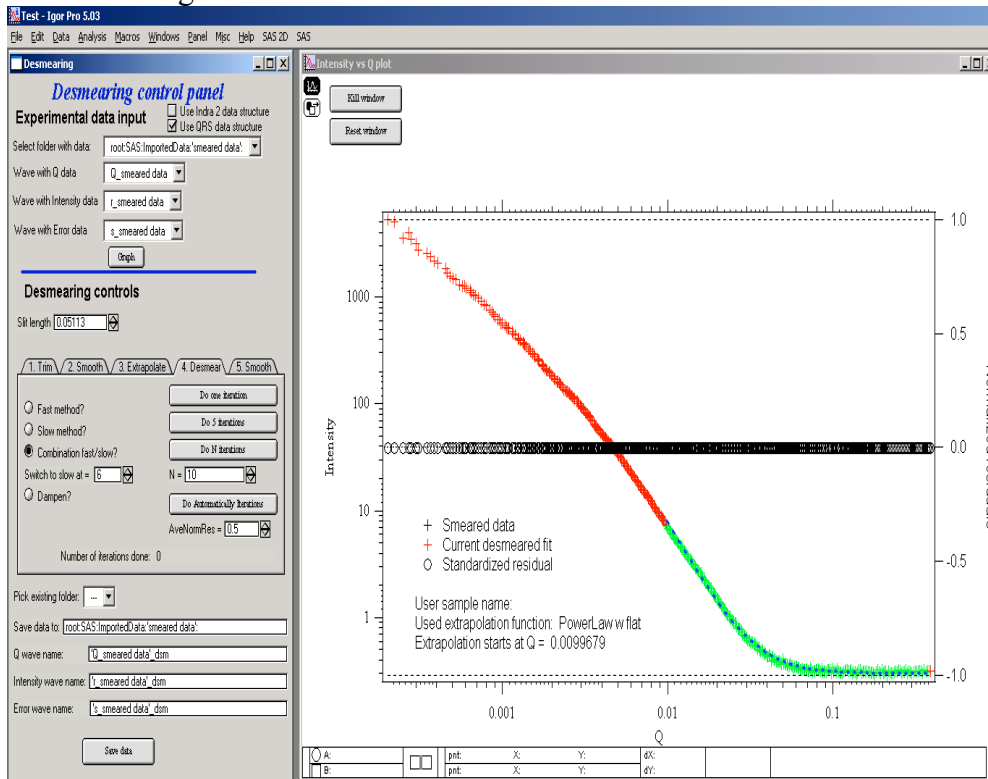 Test - Igor Pro 5.03
File Edit Data Analysis Macros Windows Panel Misc Help SAS 2D SAS
Desmearing
Desmearing control panel
Experimental data input
Use Indra 2 data structure
Use QRS data structure
Select folder with data: root:SAS:ImportedData:'smeared data':
Wave with Q data Q_smeared data
Wave with Intensity data r_smeared data
Wave with Error data s_smeared data
Graph
Desmearing controls
Slit length 0.05113
1. Trim 2. Smooth 3. Extrapolate 4. Desmear 5. Smooth
Fast method?
Slow method?
Combination fast/slow?
Switch to slow at = 6
Dampen?
Do one iteration
Do 5 iterations
Do N iterations
N = 10
Do Automatically Iterations
AveNormRes = 0.5
Number of iterations done: 0
Pick existing folder: ---
Save data to: root:SAS:ImportedData:'smeared data':
Q wave name: 'Q_smeared data'_dsm
Intensity wave name: 'r_smeared data'_dsm
Error wave name: 's_smeared data'_dsm
Save data
Intensity vs Q plot
Kill window
Reset window
1000
100
10
1
Intensity
1.0
0.5
0.0
-0.5
-1.0
Smeared data
Current desmeared fit
Standardized residual
User sample name:
Used extrapolation function: PowerLaw w flat
Extrapolation starts at Q = 0.0099679
0.001 0.01 0.1
Q
A: pnt: X: Y: dX:
B: pnt: X: Y: dY: